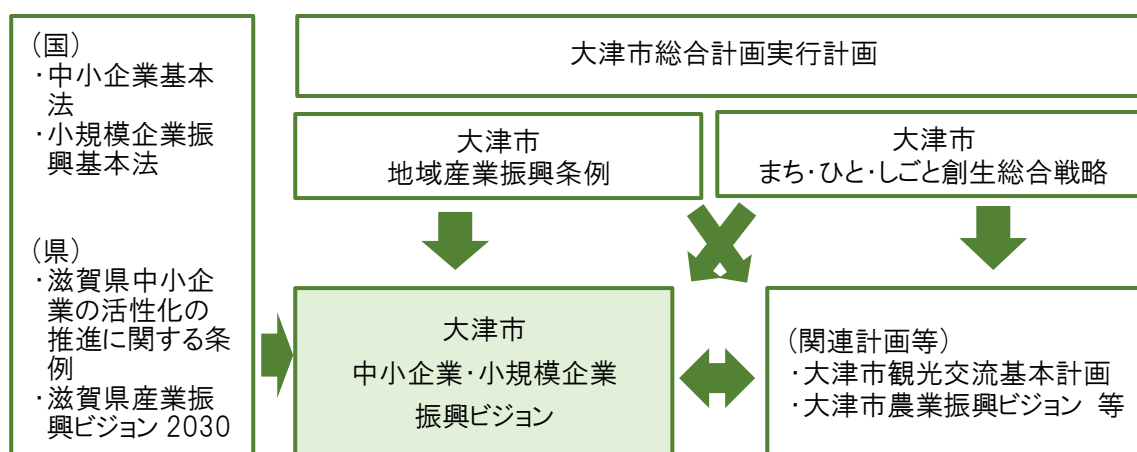 （国）
・中小企業基本
法
・小規模企業振
興基本法
（県）
・滋賀県中小企
業の活性化の
推進に関する条
例
・滋賀県産業振
興ビジョン 2030
大津市総合計画実行計画
大津市
地域産業振興条例
大津市
まち・ひと・しごと創生総合戦略
大津市
中小企業・小規模企業
振興ビジョン
（関連計画等）
・大津市観光交流基本計画
・大津市農業振興ビジョン 等